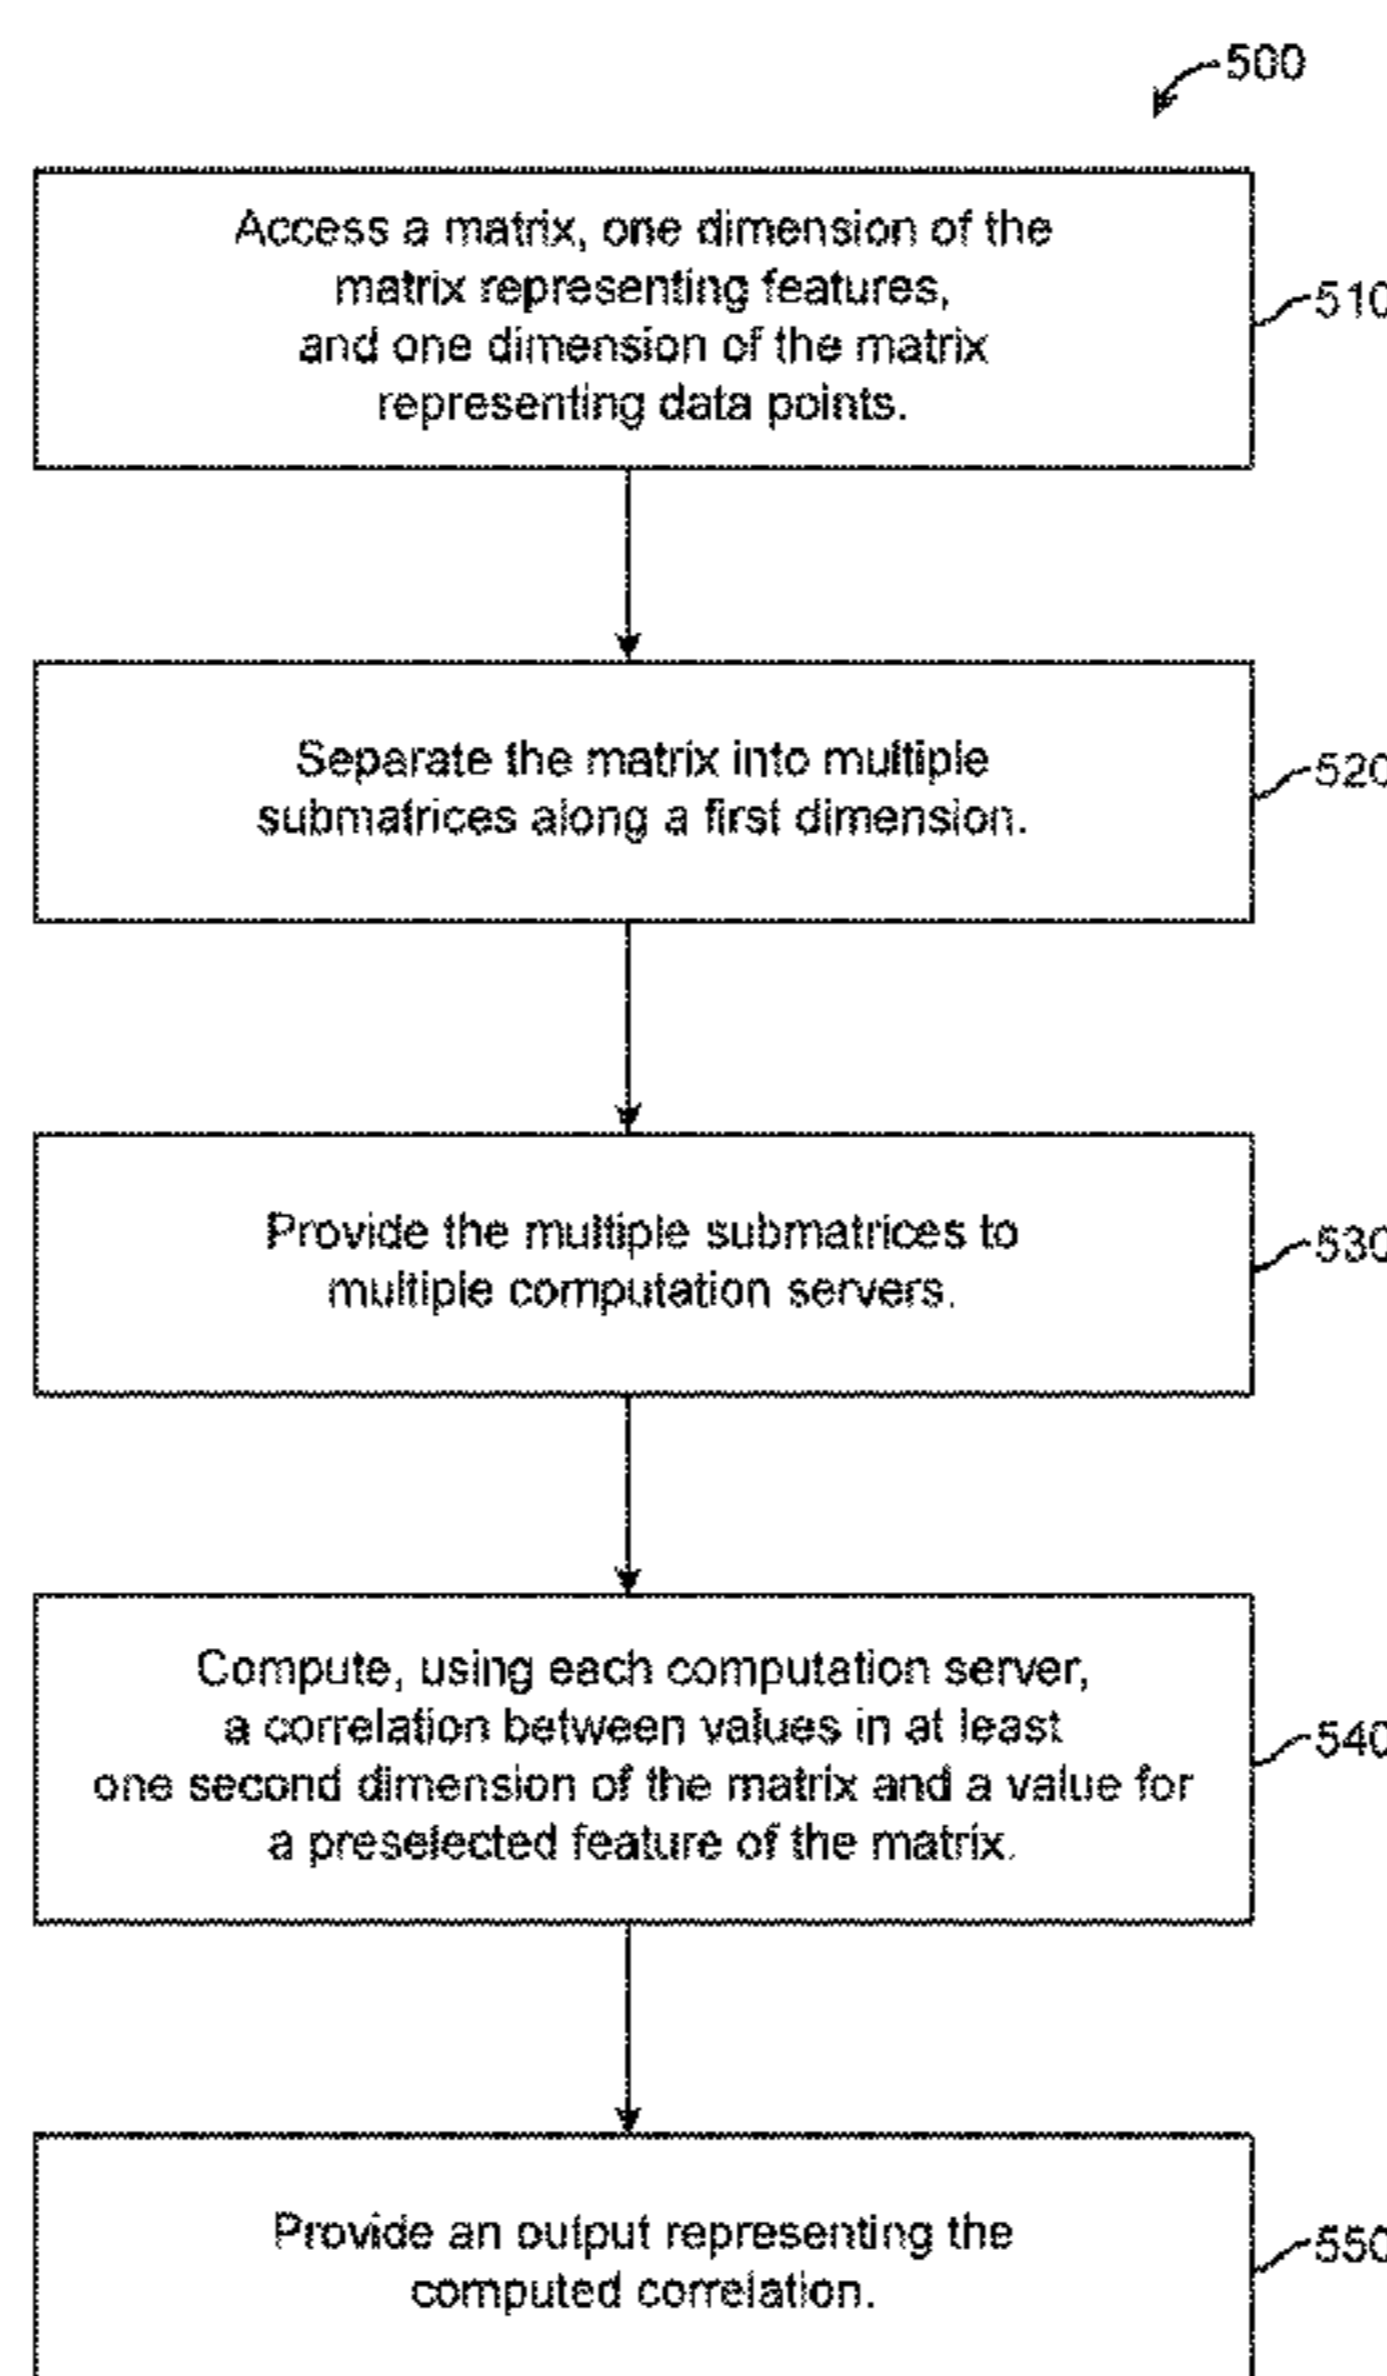 500
Access a matrix, one dimension of the
matrix representing features,
and one dimension of the matrix
representing data points.
510
Separate the matrix into multiple
submatrices along a first dimension.
520
Provide the multiple submatrices to
multiple computation servers.
530
Compute, using each computation server,
a correlation between values in at least
one second dimension of the matrix and a value for
a preselected feature of the matrix.
540
Provide an output representing the
computed correlation.
550